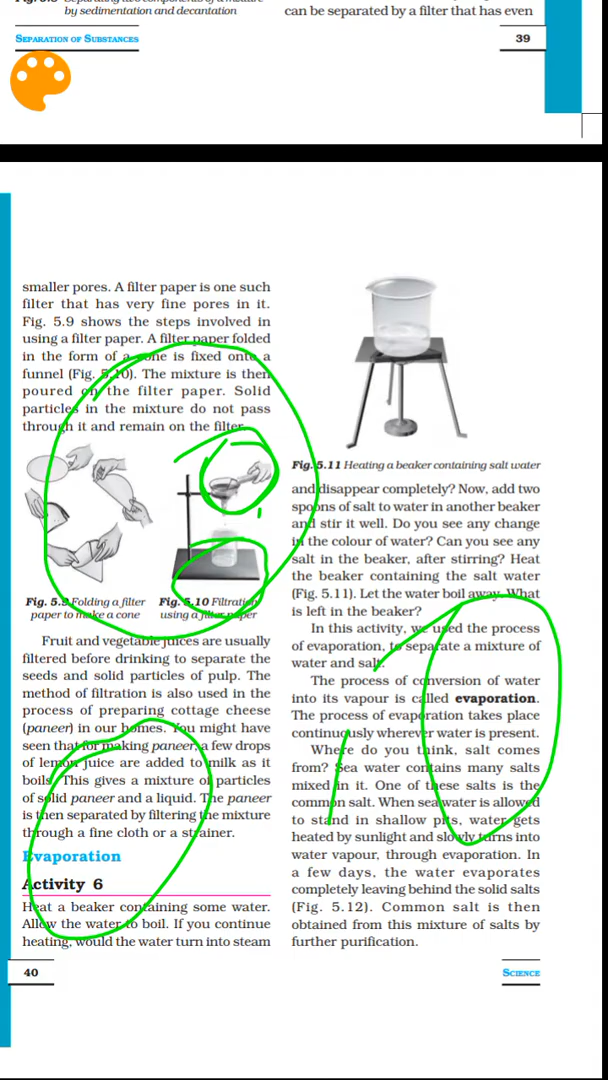 by sedimentation and decantation
can be separated by a filter that has even
SEPARATION OF SUBSTANCES
39
smaller pores. A filter paper is one such
filter that has very fine pores in it.
Fig. 5.9 shows the steps involved in
using a filter paper. A filter paper folded
in the form of a cone is fixed onto a
funnel (Fig. 5.10). The mixture is then
poured on the filter paper. Solid
particles in the mixture do not pass
through it and remain on the filter.
Fig. 5.9 Folding a filter
paper to make a cone
Fig. 5.10 Filtration
using a filter paper
Fruit and vegetable juices are usually
filtered before drinking to separate the
seeds and solid particles of pulp. The
method of filtration is also used in the
process of preparing cottage cheese
(paneer) in our homes. You might have
seen that for making paneer, a few drops
of lemon juice are added to milk as it
boils. This gives a mixture of particles
of solid paneer and a liquid. The paneer
is then separated by filtering the mixture
through a fine cloth or a strainer.
Evaporation
Activity 6
Heat a beaker containing some water.
Allow the water to boil. If you continue
heating, would the water turn into steam
Fig. 5.11 Heating a beaker containing salt water
and disappear completely? Now, add two
spoons of salt to water in another beaker
and stir it well. Do you see any change
in the colour of water? Can you see any
salt in the beaker, after stirring? Heat
the beaker containing the salt water
(Fig. 5.11). Let the water boil away. What
is left in the beaker?
In this activity, we used the process
of evaporation, to separate a mixture of
water and salt.
The process of conversion of water
into its vapour is called evaporation.
The process of evaporation takes place
continuously wherever water is present.
Where do you think, salt comes
from? Sea water contains many salts
mixed in it. One of these salts is the
common salt. When sea water is allowed
to stand in shallow pits, water gets
heated by sunlight and slowly turns into
water vapour, through evaporation. In
a few days, the water evaporates
completely leaving behind the solid salts
(Fig. 5.12). Common salt is then
obtained from this mixture of salts by
further purification.
40
SCIENCE